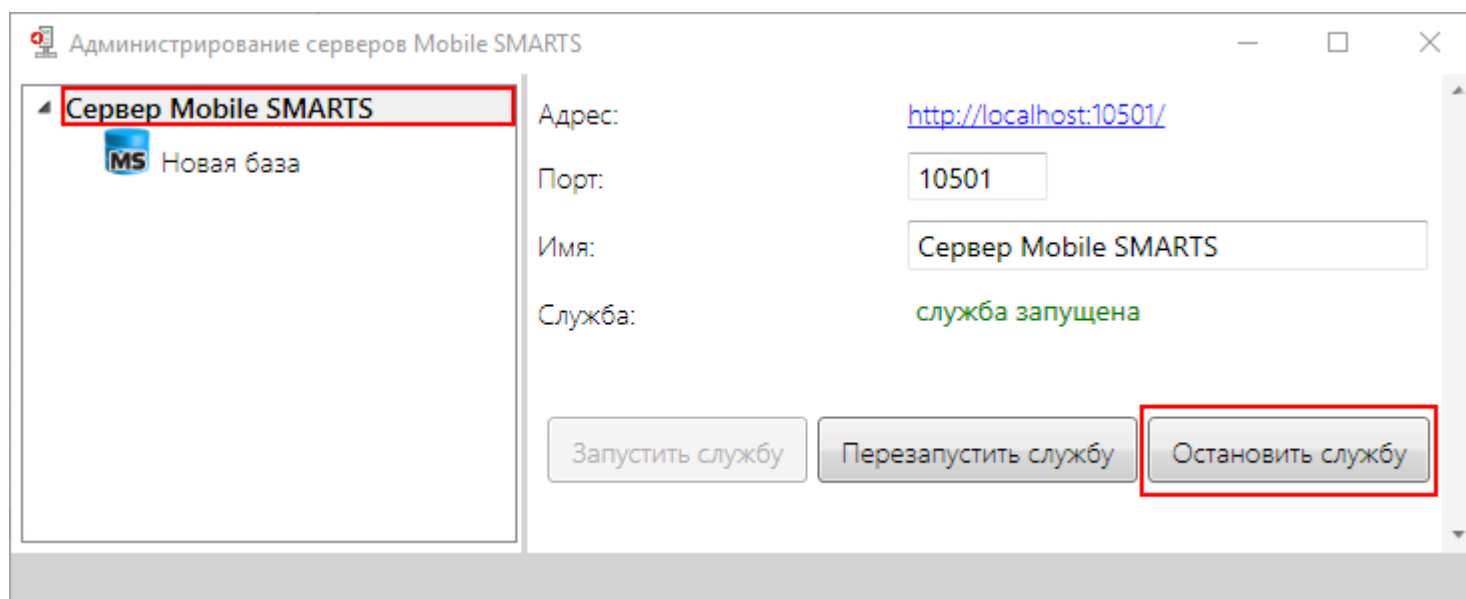 Администрирование серверов Mobile SMARTS
Сервер Mobile SMARTS
MS Новая база
Адрес: http://localhost:10501/
Порт: 10501
Имя: Сервер Mobile SMARTS
Служба: служба запущена
Запустить службу Перезапустить службу Остановить службу